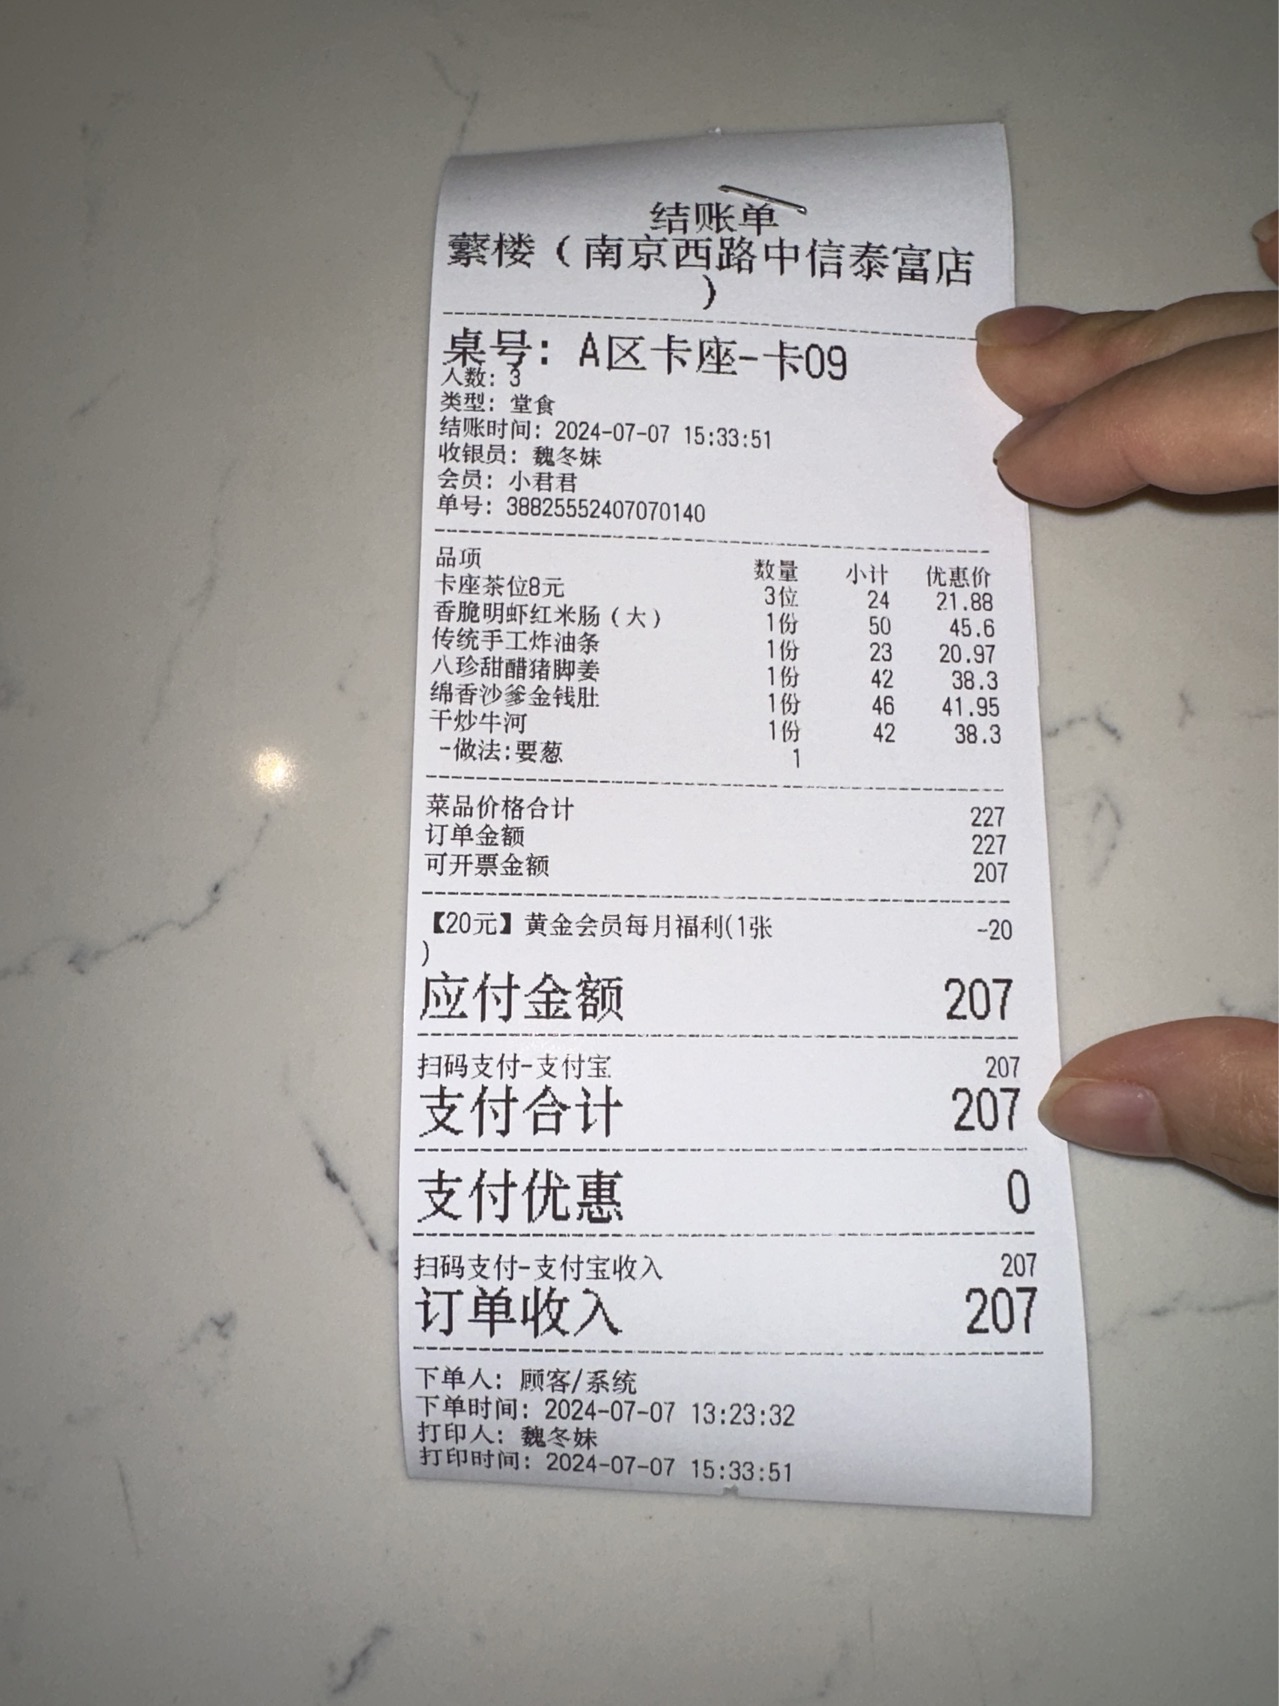 结账单
蘩楼（南京西路中信泰富店
）
桌号：A区卡座-卡09
人数：3
类型：堂食
结账时间：2024-07-07 15:33:51
收银员：魏冬妹
会员：小君君
单号：38825552407070140
品项 数量 小计 优惠价
卡座茶位8元 3位 24 21.88
香脆明虾红米肠（大） 1份 50 45.6
传统手工炸油条 1份 23 20.97
八珍甜醋猪脚姜 1份 42 38.3
绵香沙爹金钱肚 1份 46 41.95
干炒牛河 1份 42 38.3
-做法:要葱 1
菜品价格合计 227
订单金额 227
可开票金额 207
【20元】黄金会员每月福利(1张 -20
)
应付金额 207
扫码支付-支付宝 207
支付合计 207
支付优惠 0
扫码支付-支付宝收入 207
订单收入 207
下单人：顾客/系统
下单时间：2024-07-07 13:23:32
打印人：魏冬妹
打印时间：2024-07-07 15:33:51